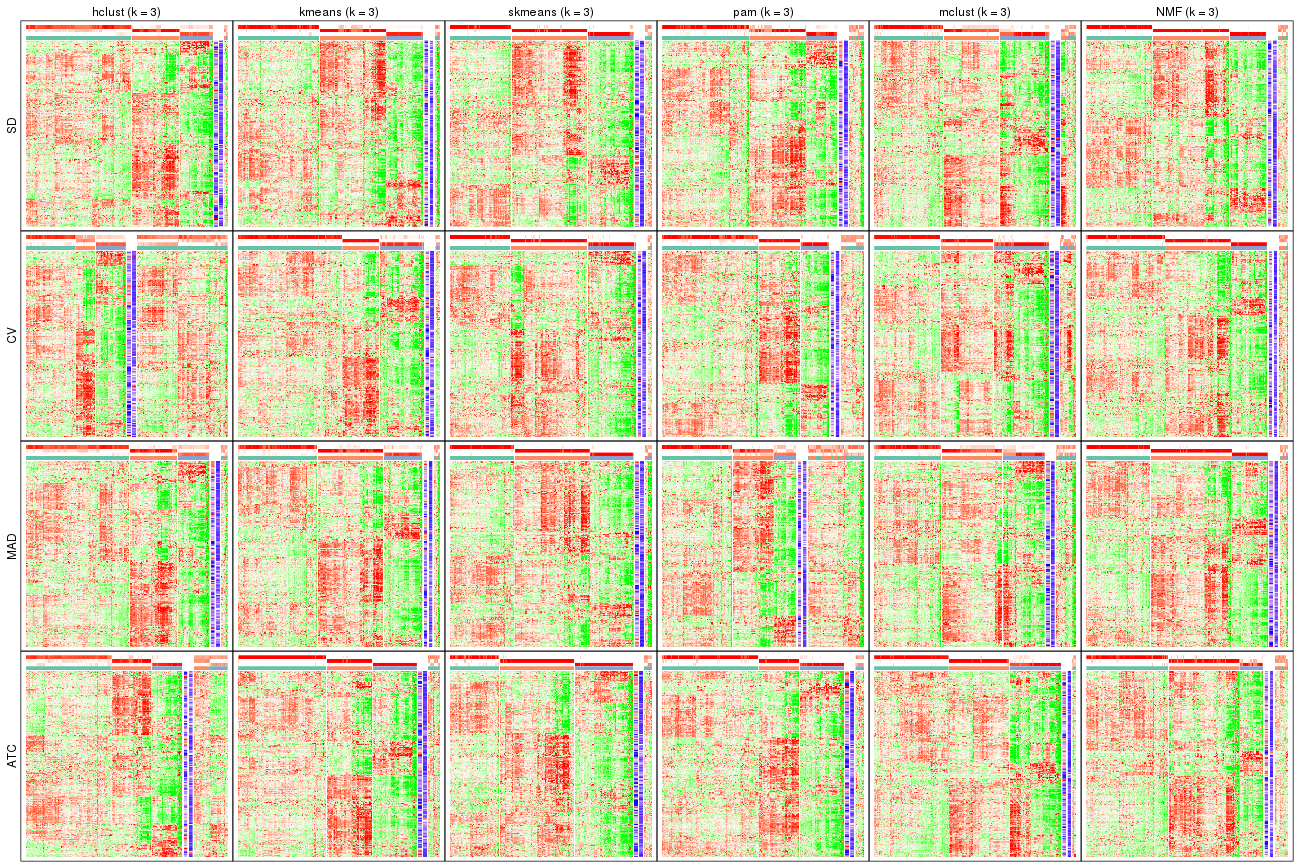 hclust (k = 3) kmeans (k = 3) skmeans (k = 3) pam (k = 3) mclust (k = 3) NMF (k = 3)
SD
CV
MAD
ATC